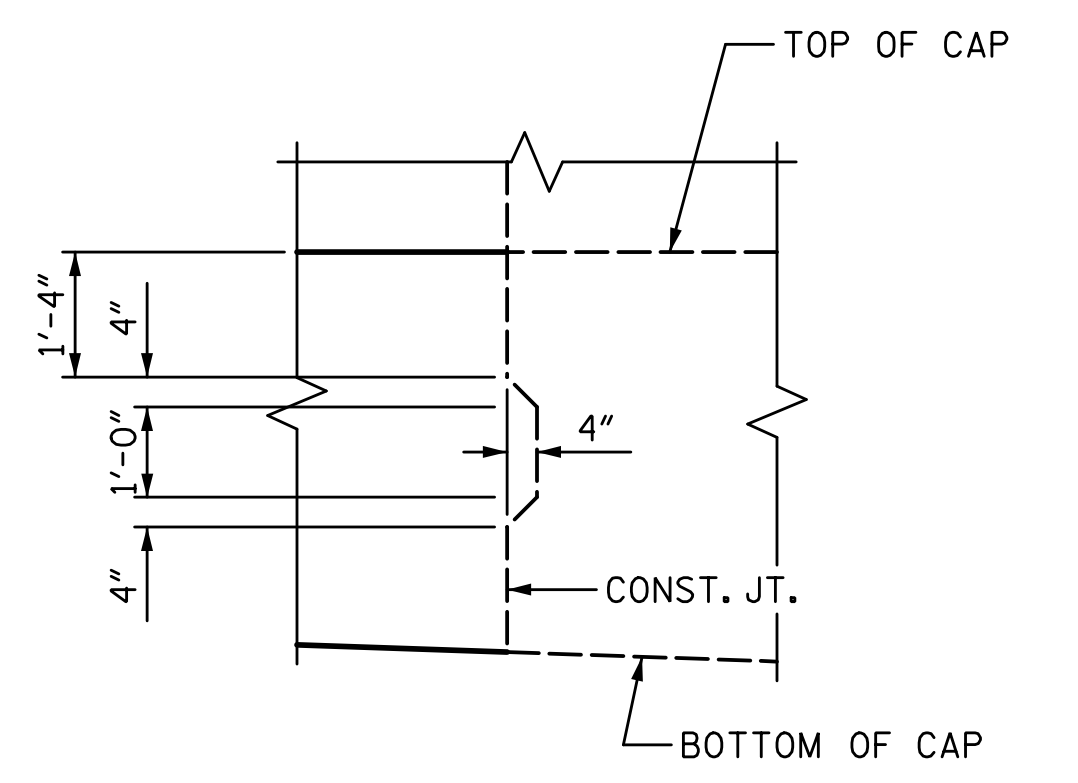 TOP OF CAP
1'-4"
4"
1'-0"
4"
4"
CONST. JT.
BOTTOM OF CAP